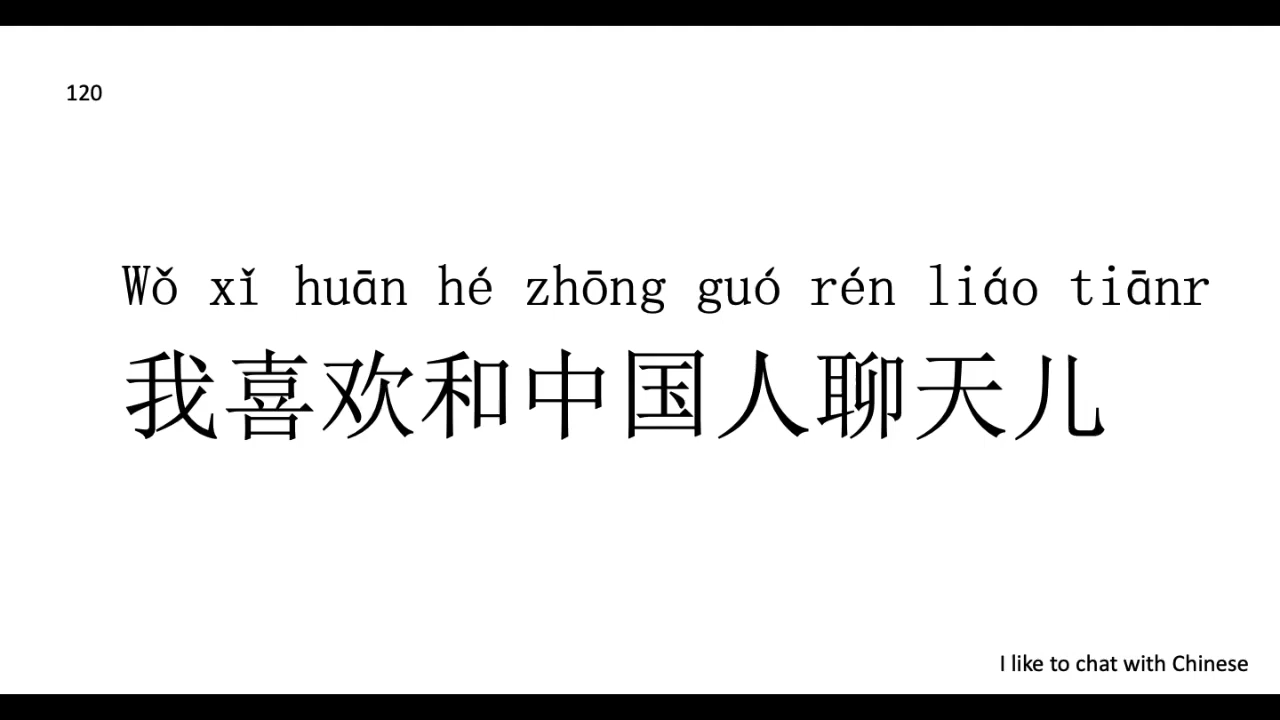 120
Wǒ xǐ huān hé zhōng guó rén liáo tiānr
我喜欢和中国人聊天儿
I like to chat with Chinese